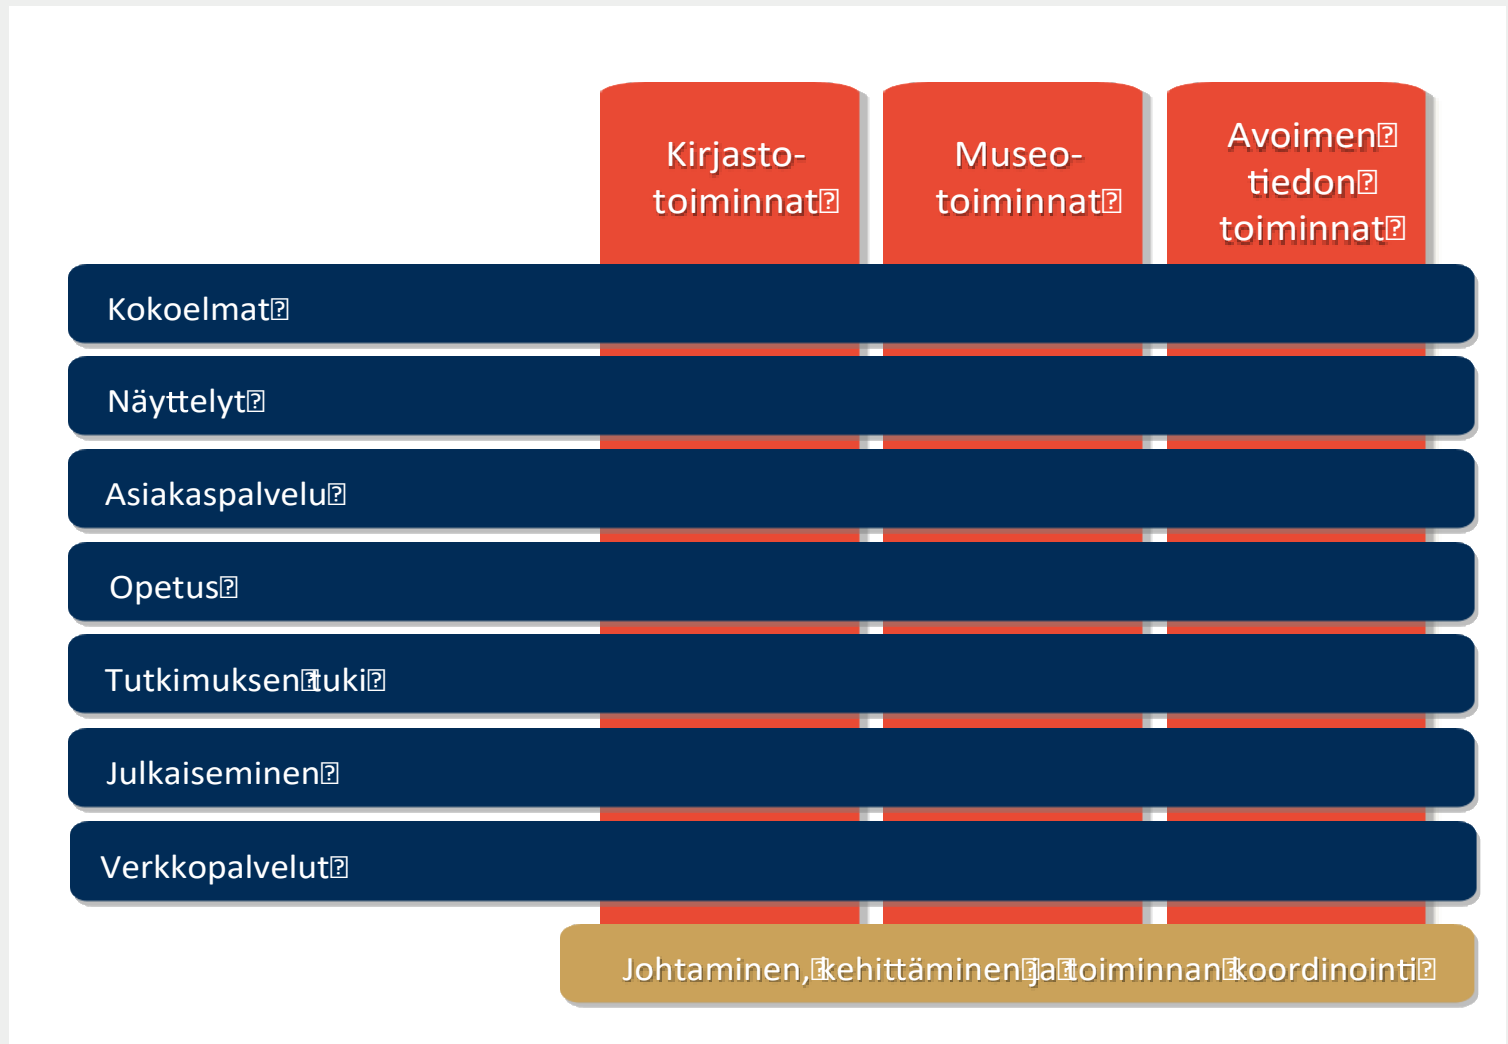 Kirjasto-
toiminnat
Museo-
toiminnat
Avoimen
tiedon
toiminnat
Kokoelmat
Näyttelyt
Asiakaspalvelu
Opetus
Tutkimuksen tuki
Julkaiseminen
Verkkopalvelut
Johtaminen, kehittäminen ja toiminnan koordinointi